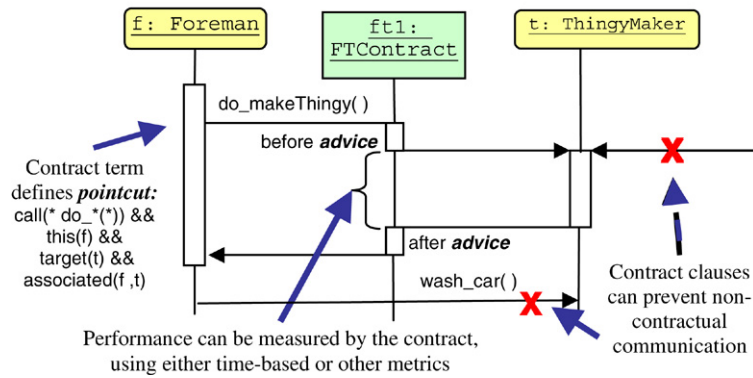 f: Foreman
ft1:
FTContract
t: ThingyMaker
do_makeThingy( )
before advice
Contract term
defines pointcut:
call(* do_*(*)) &&
this(f) &&
target(t) &&
associated(f ,t)
X
after advice
wash_car( )
X
Contract clauses
can prevent non-
contractual
communication
Performance can be measured by the contract,
using either time-based or other metrics